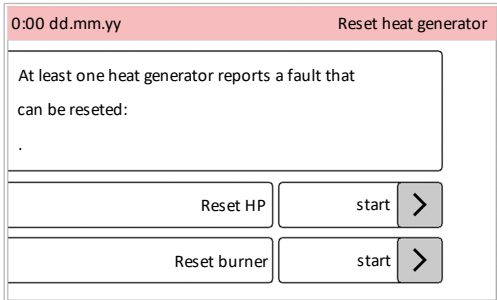 0:00 dd.mm.yy Reset heat generator
At least one heat generator reports a fault that
can be reseted:
.
Reset HP start
Reset burner start